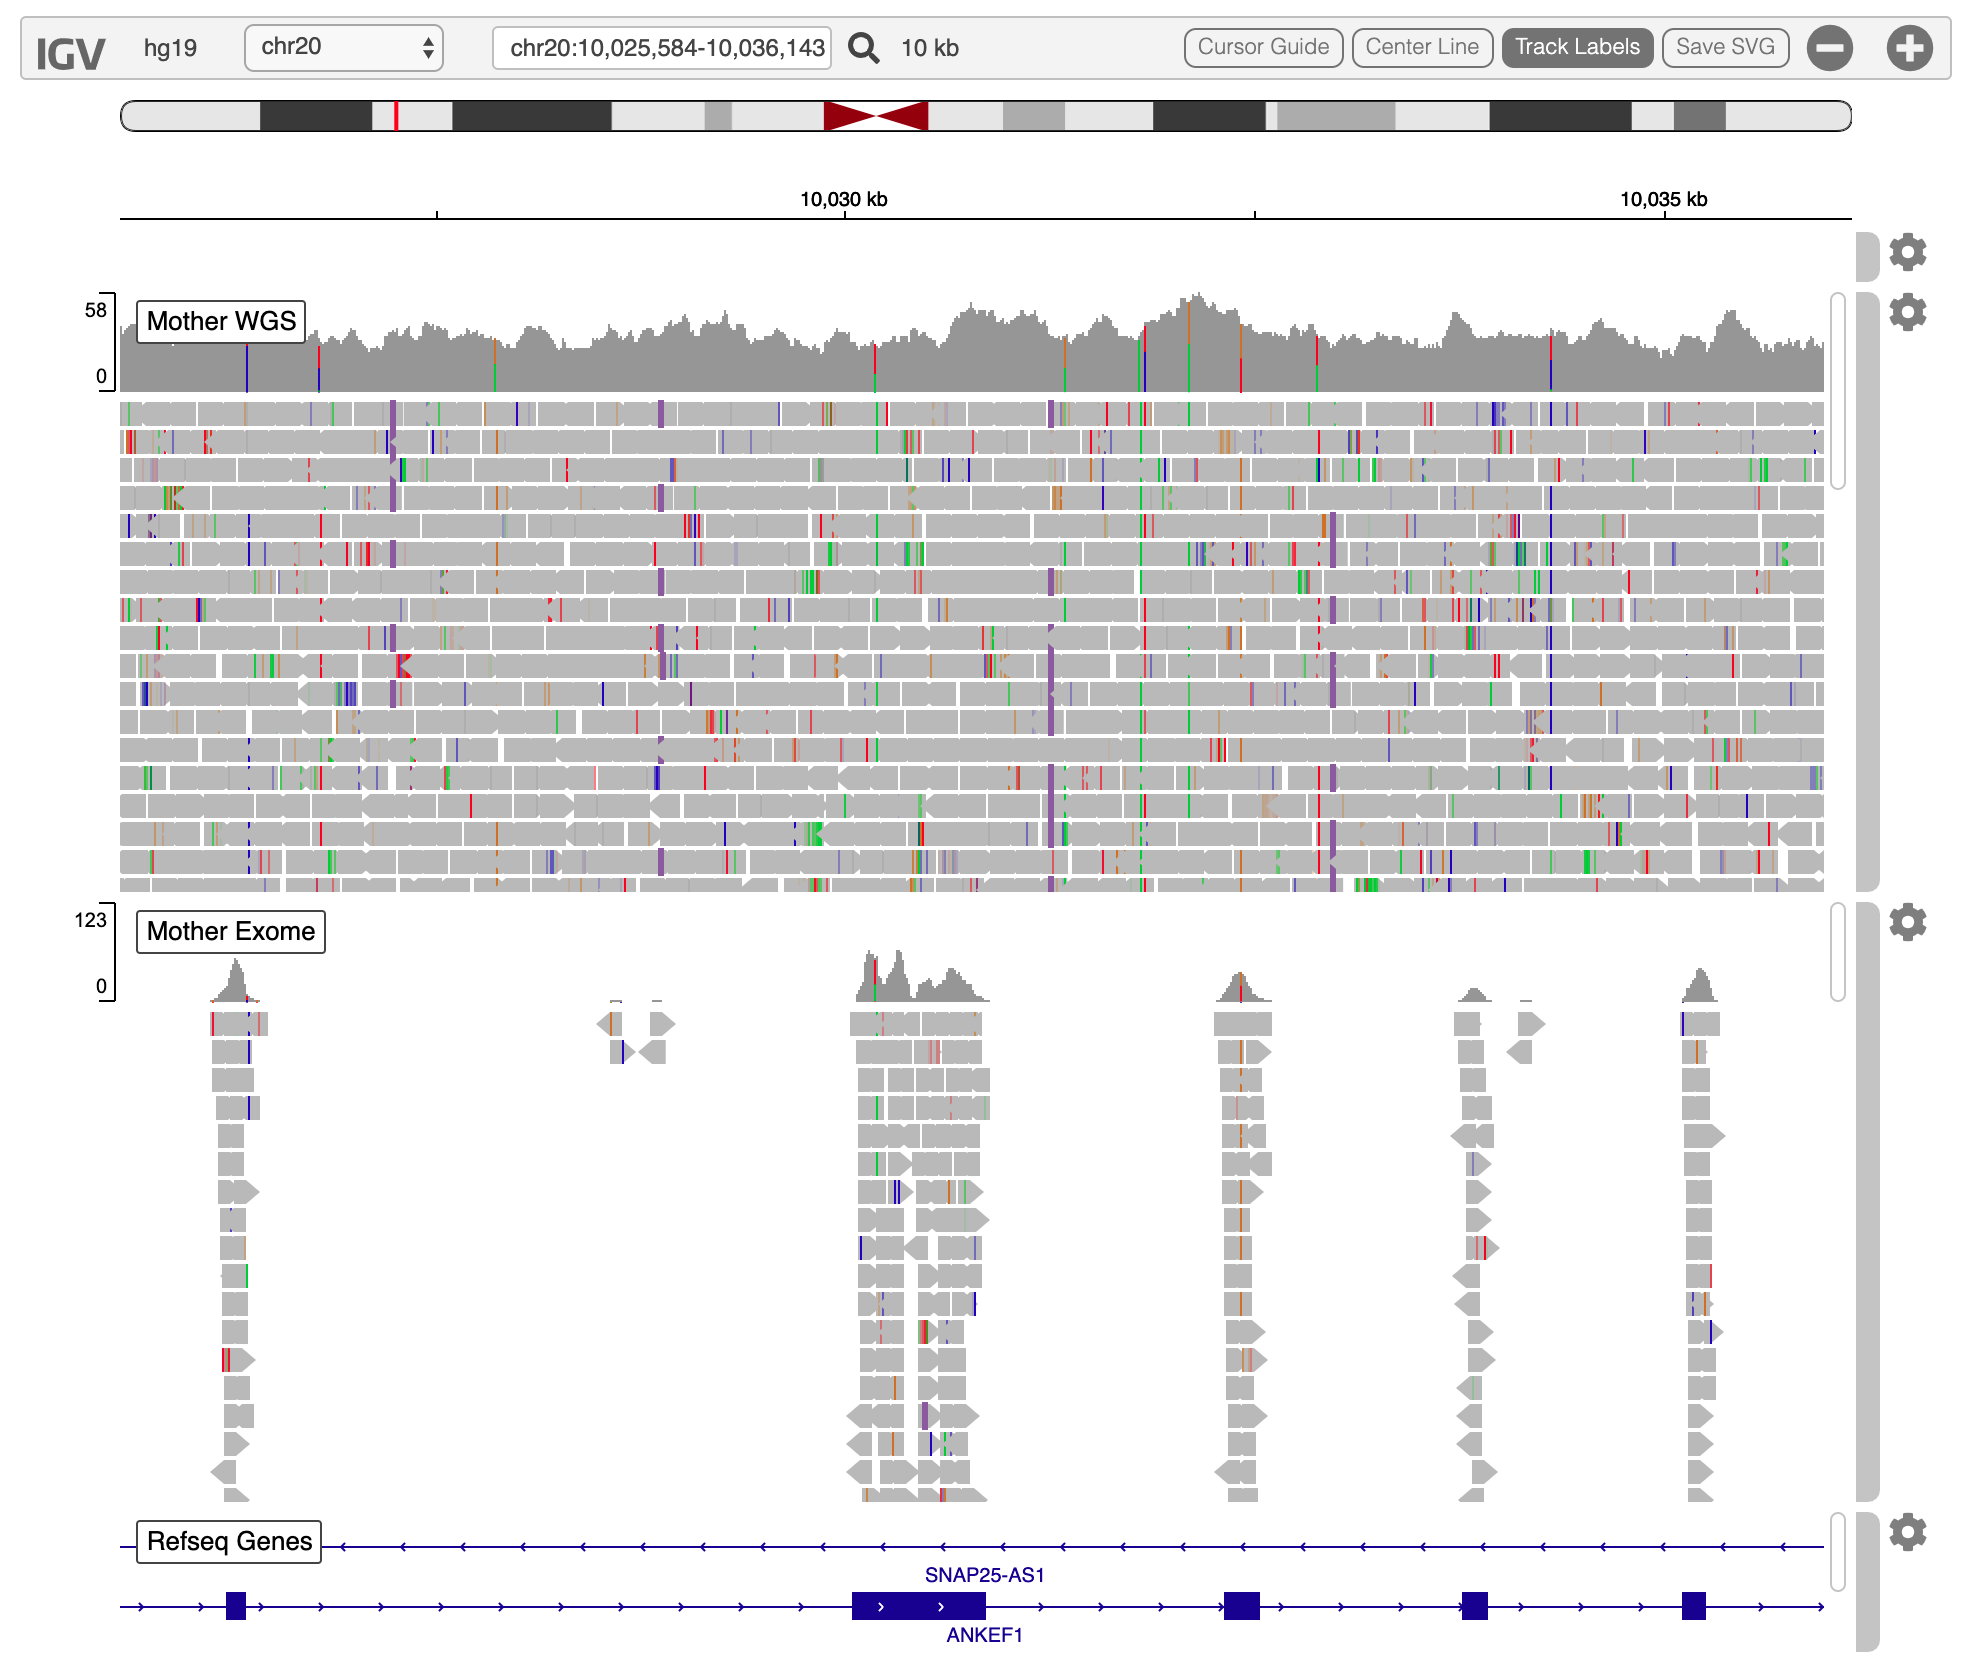 IGV hg19 chr20 chr20:10,025,584-10,036,143 10 kb Cursor Guide Center Line Track Labels Save SVG
10,030 kb 10,035 kb
58
Mother WGS
0
123
Mother Exome
0
Refseq Genes
SNAP25-AS1
ANKEF1